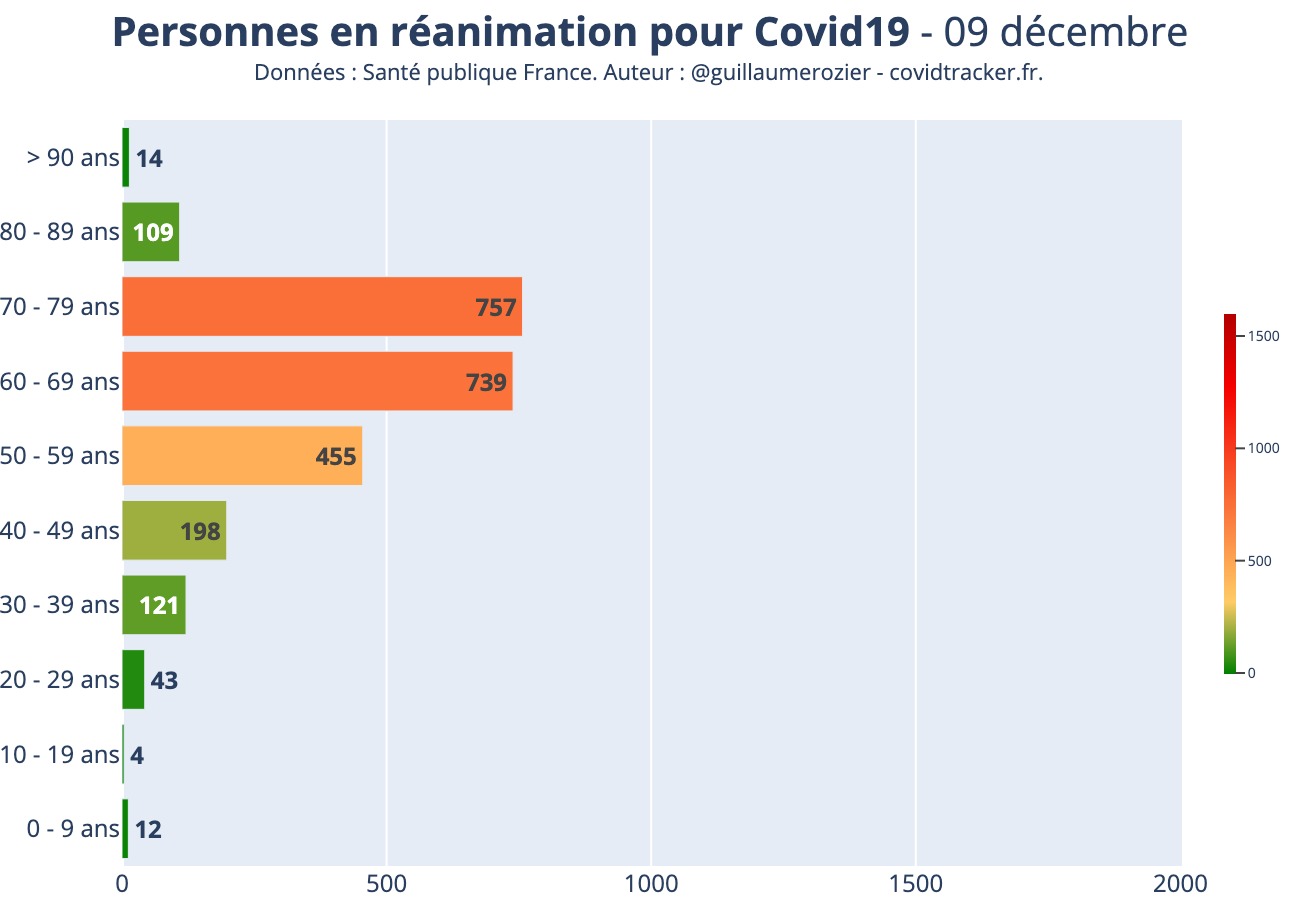 Personnes en réanimation pour Covid19 - 09 décembre
Données : Santé publique France. Auteur : @guillaumerozier - covidtracker.fr.
> 90 ans 14
80 - 89 ans 109
70 - 79 ans 757
60 - 69 ans 739
50 - 59 ans 455
40 - 49 ans 198
30 - 39 ans 121
20 - 29 ans 43
10 - 19 ans 4
0 - 9 ans 12
0 500 1000 1500 2000
1500
1000
500
0